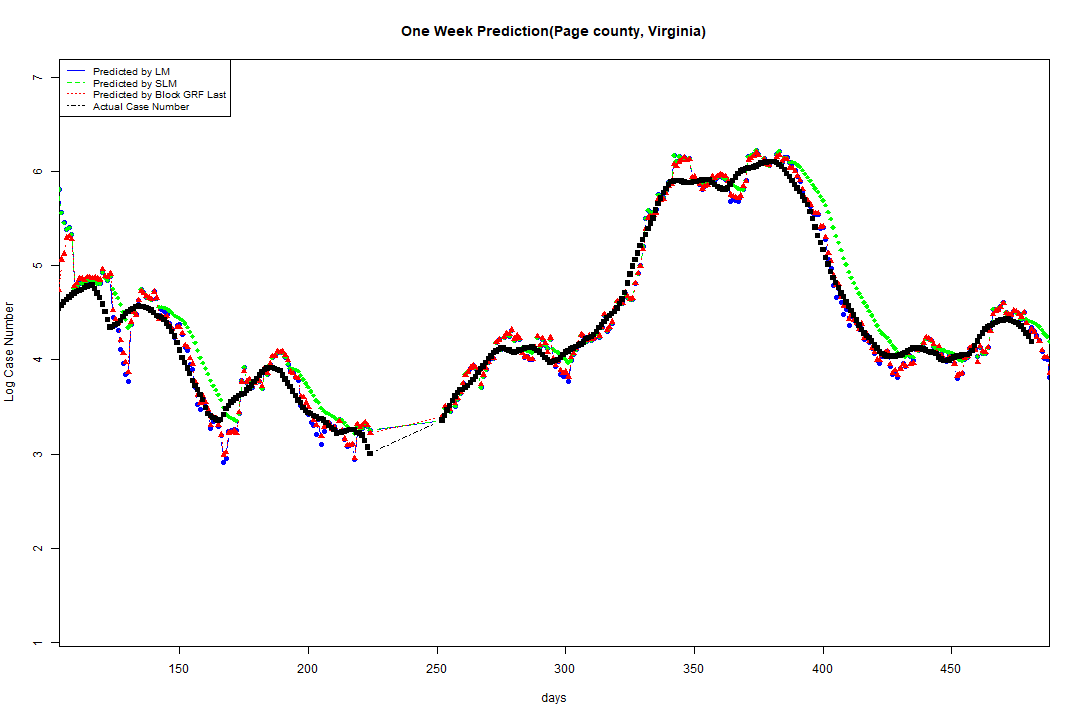 One Week Prediction(Page county, Virginia)
Predicted by LM
Predicted by SLM
Predicted by Block GRF Last
Actual Case Number
Log Case Number
7
6
5
4
3
2
1
150 200 250 300 350 400 450
days